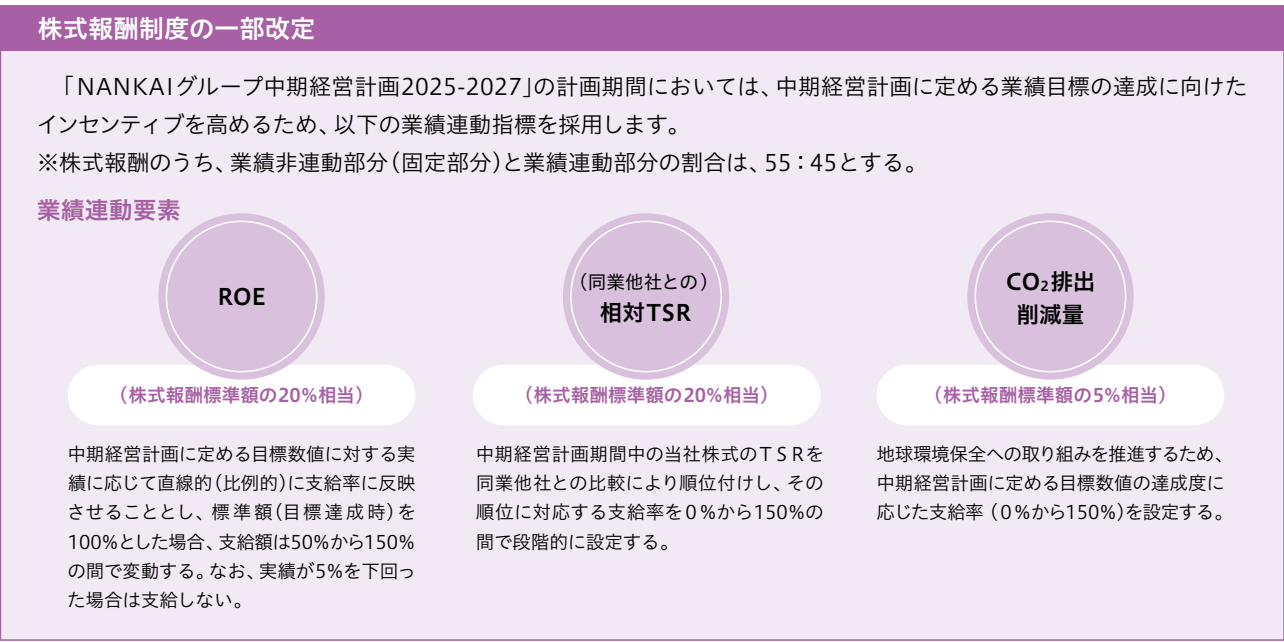 株式報酬制度の一部改定
「NANKAIグループ中期経営計画2025-2027」の計画期間においては、中期経営計画に定める業績目標の達成に向けた
インセンティブを高めるため、以下の業績連動指標を採用します。
※株式報酬のうち、業績非連動部分(固定部分)と業績連動部分の割合は、55：45とする。
業績連動要素
ROE
(株式報酬標準額の20%相当)
中期経営計画に定める目標数値に対する実
績に応じて直線的(比例的)に支給率に反映
させることとし、標準額(目標達成時)を
100%とした場合、支給額は50%から150%
の間で変動する。なお、実績が5%を下回っ
た場合は支給しない。
(同業他社との)
相対TSR
(株式報酬標準額の20%相当)
中期経営計画期間中の当社株式のTSRを
同業他社との比較により順位付けし、その
順位に対応する支給率を0%から150%の
間で段階的に設定する。
CO₂排出
削減量
(株式報酬標準額の5%相当)
地球環境保全への取り組みを推進するため、
中期経営計画に定める目標数値の達成度に
応じた支給率(0%から150%)を設定する。